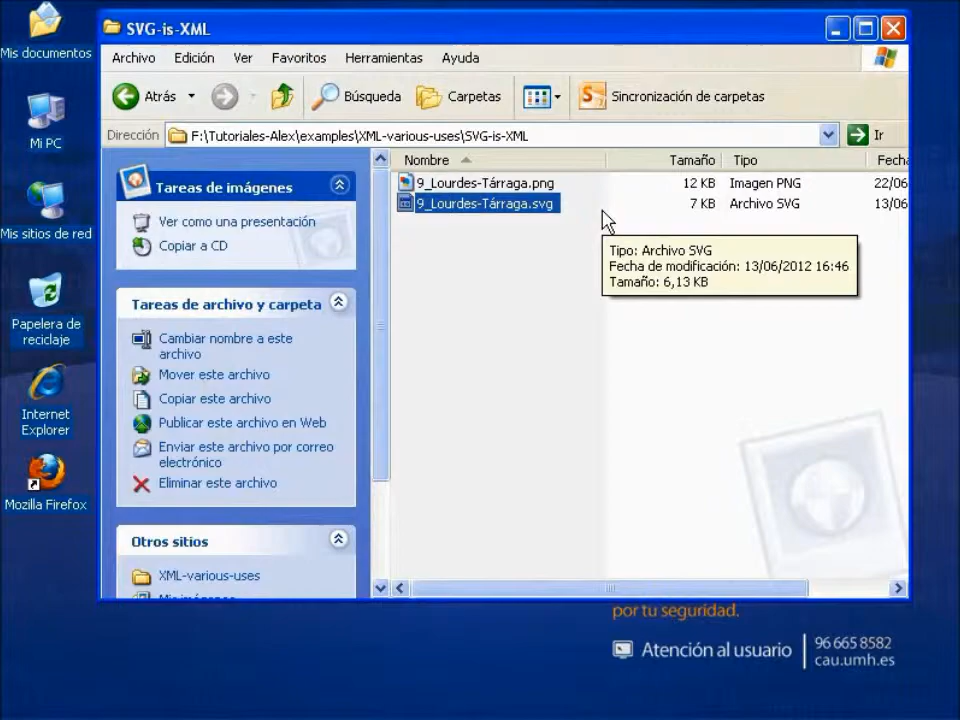 Mis documentos
Mi PC
Mis sitios de red
Papelera de
reciclaje
Internet
Explorer
Mozilla Firefox
SVG-is-XML
Archivo Edición Ver Favoritos Herramientas Ayuda
Atrás Búsqueda Carpetas Sincronización de carpetas
Dirección F:\Tutoriales-Alex\examples\XML-various-uses\SVG-is-XML Ir
Tareas de imágenes
Ver como una presentación
Copiar a CD
Tareas de archivo y carpeta
Cambiar nombre a este
archivo
Mover este archivo
Copiar este archivo
Publicar este archivo en Web
Enviar este archivo por correo
electrónico
Eliminar este archivo
Otros sitios
XML-various-uses
Nombre Tamaño Tipo Fecha
9_Lourdes-Tárraga.png 12 KB Imagen PNG 22/06
9_Lourdes-Tárraga.svg 7 KB Archivo SVG 13/06
Tipo: Archivo SVG
Fecha de modificación: 13/06/2012 16:46
Tamaño: 6,13 KB
por tu seguridad.
Atención al usuario
96 665 8582
cau.umh.es